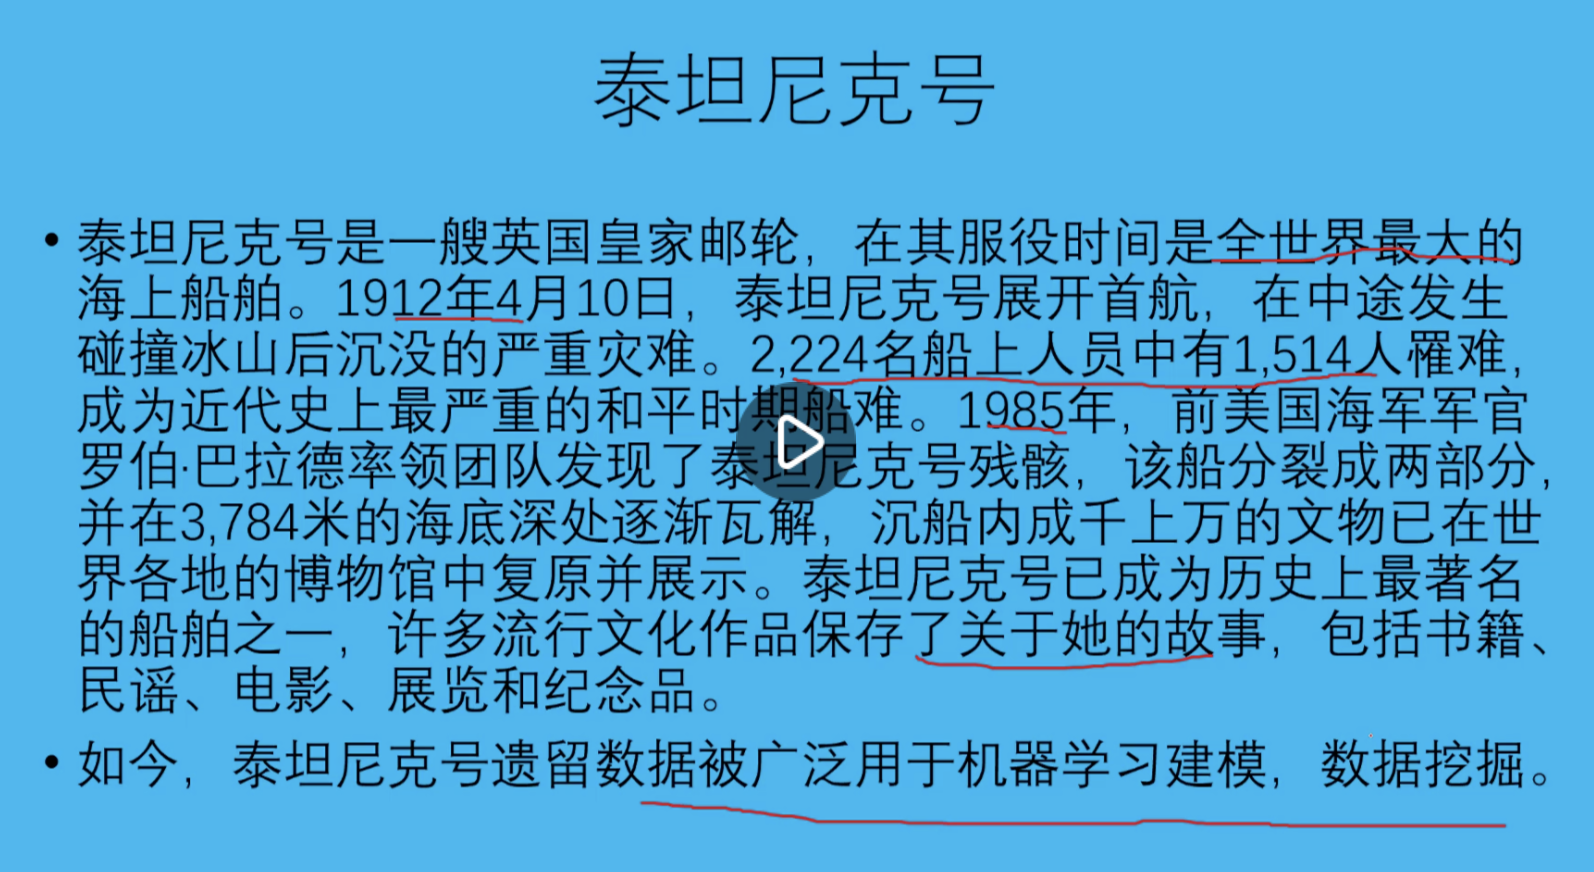 泰坦尼克号
• 泰坦尼克号是一艘英国皇家邮轮，在其服役时间是全世界最大的
海上船舶。1912年4月10日，泰坦尼克号展开首航，在中途发生
碰撞冰山后沉没的严重灾难。2,224名船上人员中有1,514人罹难，
成为近代史上最严重的和平时期船难。1985年，前美国海军军官
罗伯·巴拉德率领团队发现了泰坦尼克号残骸，该船分裂成两部分，
并在3,784米的海底深处逐渐瓦解，沉船内成千上万的文物已在世
界各地的博物馆中复原并展示。泰坦尼克号已成为历史上最著名
的船舶之一，许多流行文化作品保存了关于她的故事，包括书籍、
民谣、电影、展览和纪念品。
• 如今，泰坦尼克号遗留数据被广泛用于机器学习建模，数据挖掘。